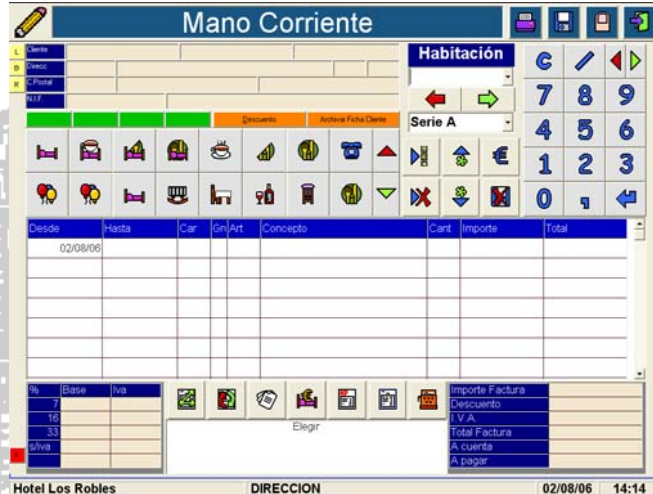 Mano Corriente
L Cliente
D Direcc
R C.Postal
N.I.F.
Habitación
Descuento Archivar Ficha Cliente
Serie A
C
7 8 9
4 5 6
1 2 3
0 ,
Desde Hasta Car Gn Art Concepto Cant Importe Total
02/08/06
% Base Iva
7
16
33
s/iva
Elegir
Importe Factura
Descuento
I.V.A.
Total Factura
A cuenta
A pagar
Hotel Los Robles DIRECCION 02/08/06 14:14